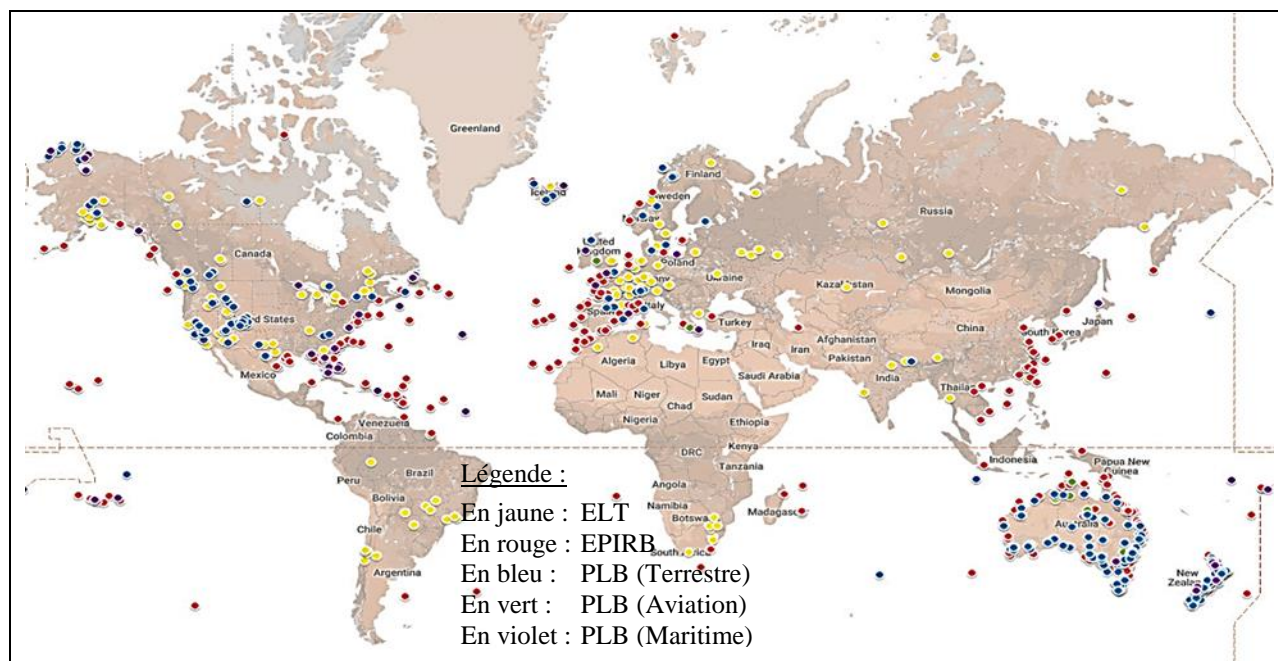 Greenland
Finland
Sweden
Russia
United
Kingdom
Canada
Poland
Ukraine
Kazakhstan
Mongolia
Spain
Italy
United States
Turkey
China
South Korea
Japan
Iraq
Iran
Afghanistan
Pakistan
Algeria
Libya
Egypt
Saudi Arabia
Mexico
India
Thailand
Mali
Niger
Chad
Sudan
Nigeria
Ethiopia
Venezuela
Colombia
Kenya
DRC
Tanzania
Indonesia
Papua New
Guinea
Peru
Brazil
Bolivia
Angola
Namibia
Madagascar
Botswana
Chile
South Africa
Australia
Argentina
New
Zealand
Légende :
En jaune : ELT
En rouge : EPIRB
En bleu : PLB (Terrestre)
En vert : PLB (Aviation)
En violet : PLB (Maritime)